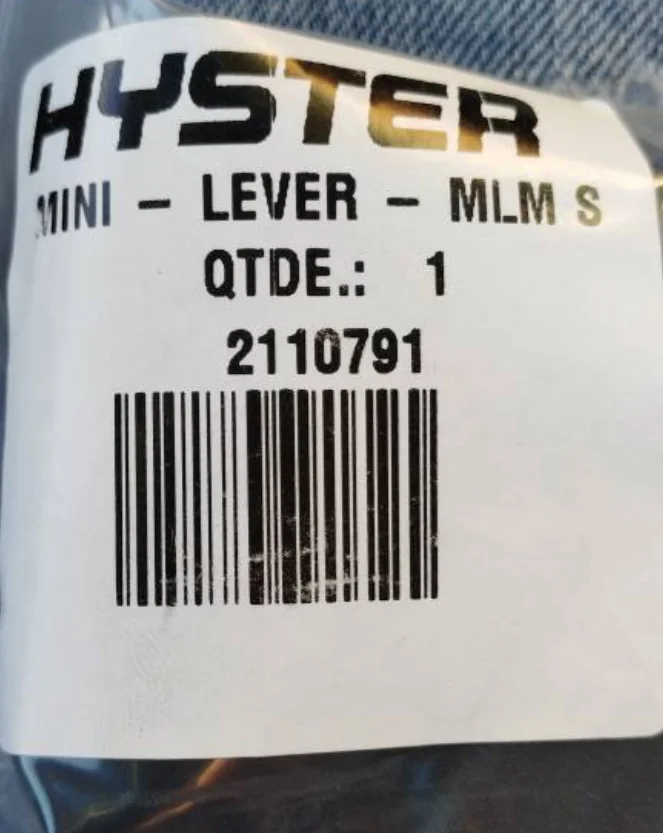 HYSTER
MINI - LEVER - MLM S
QTDE.: 1
2110791